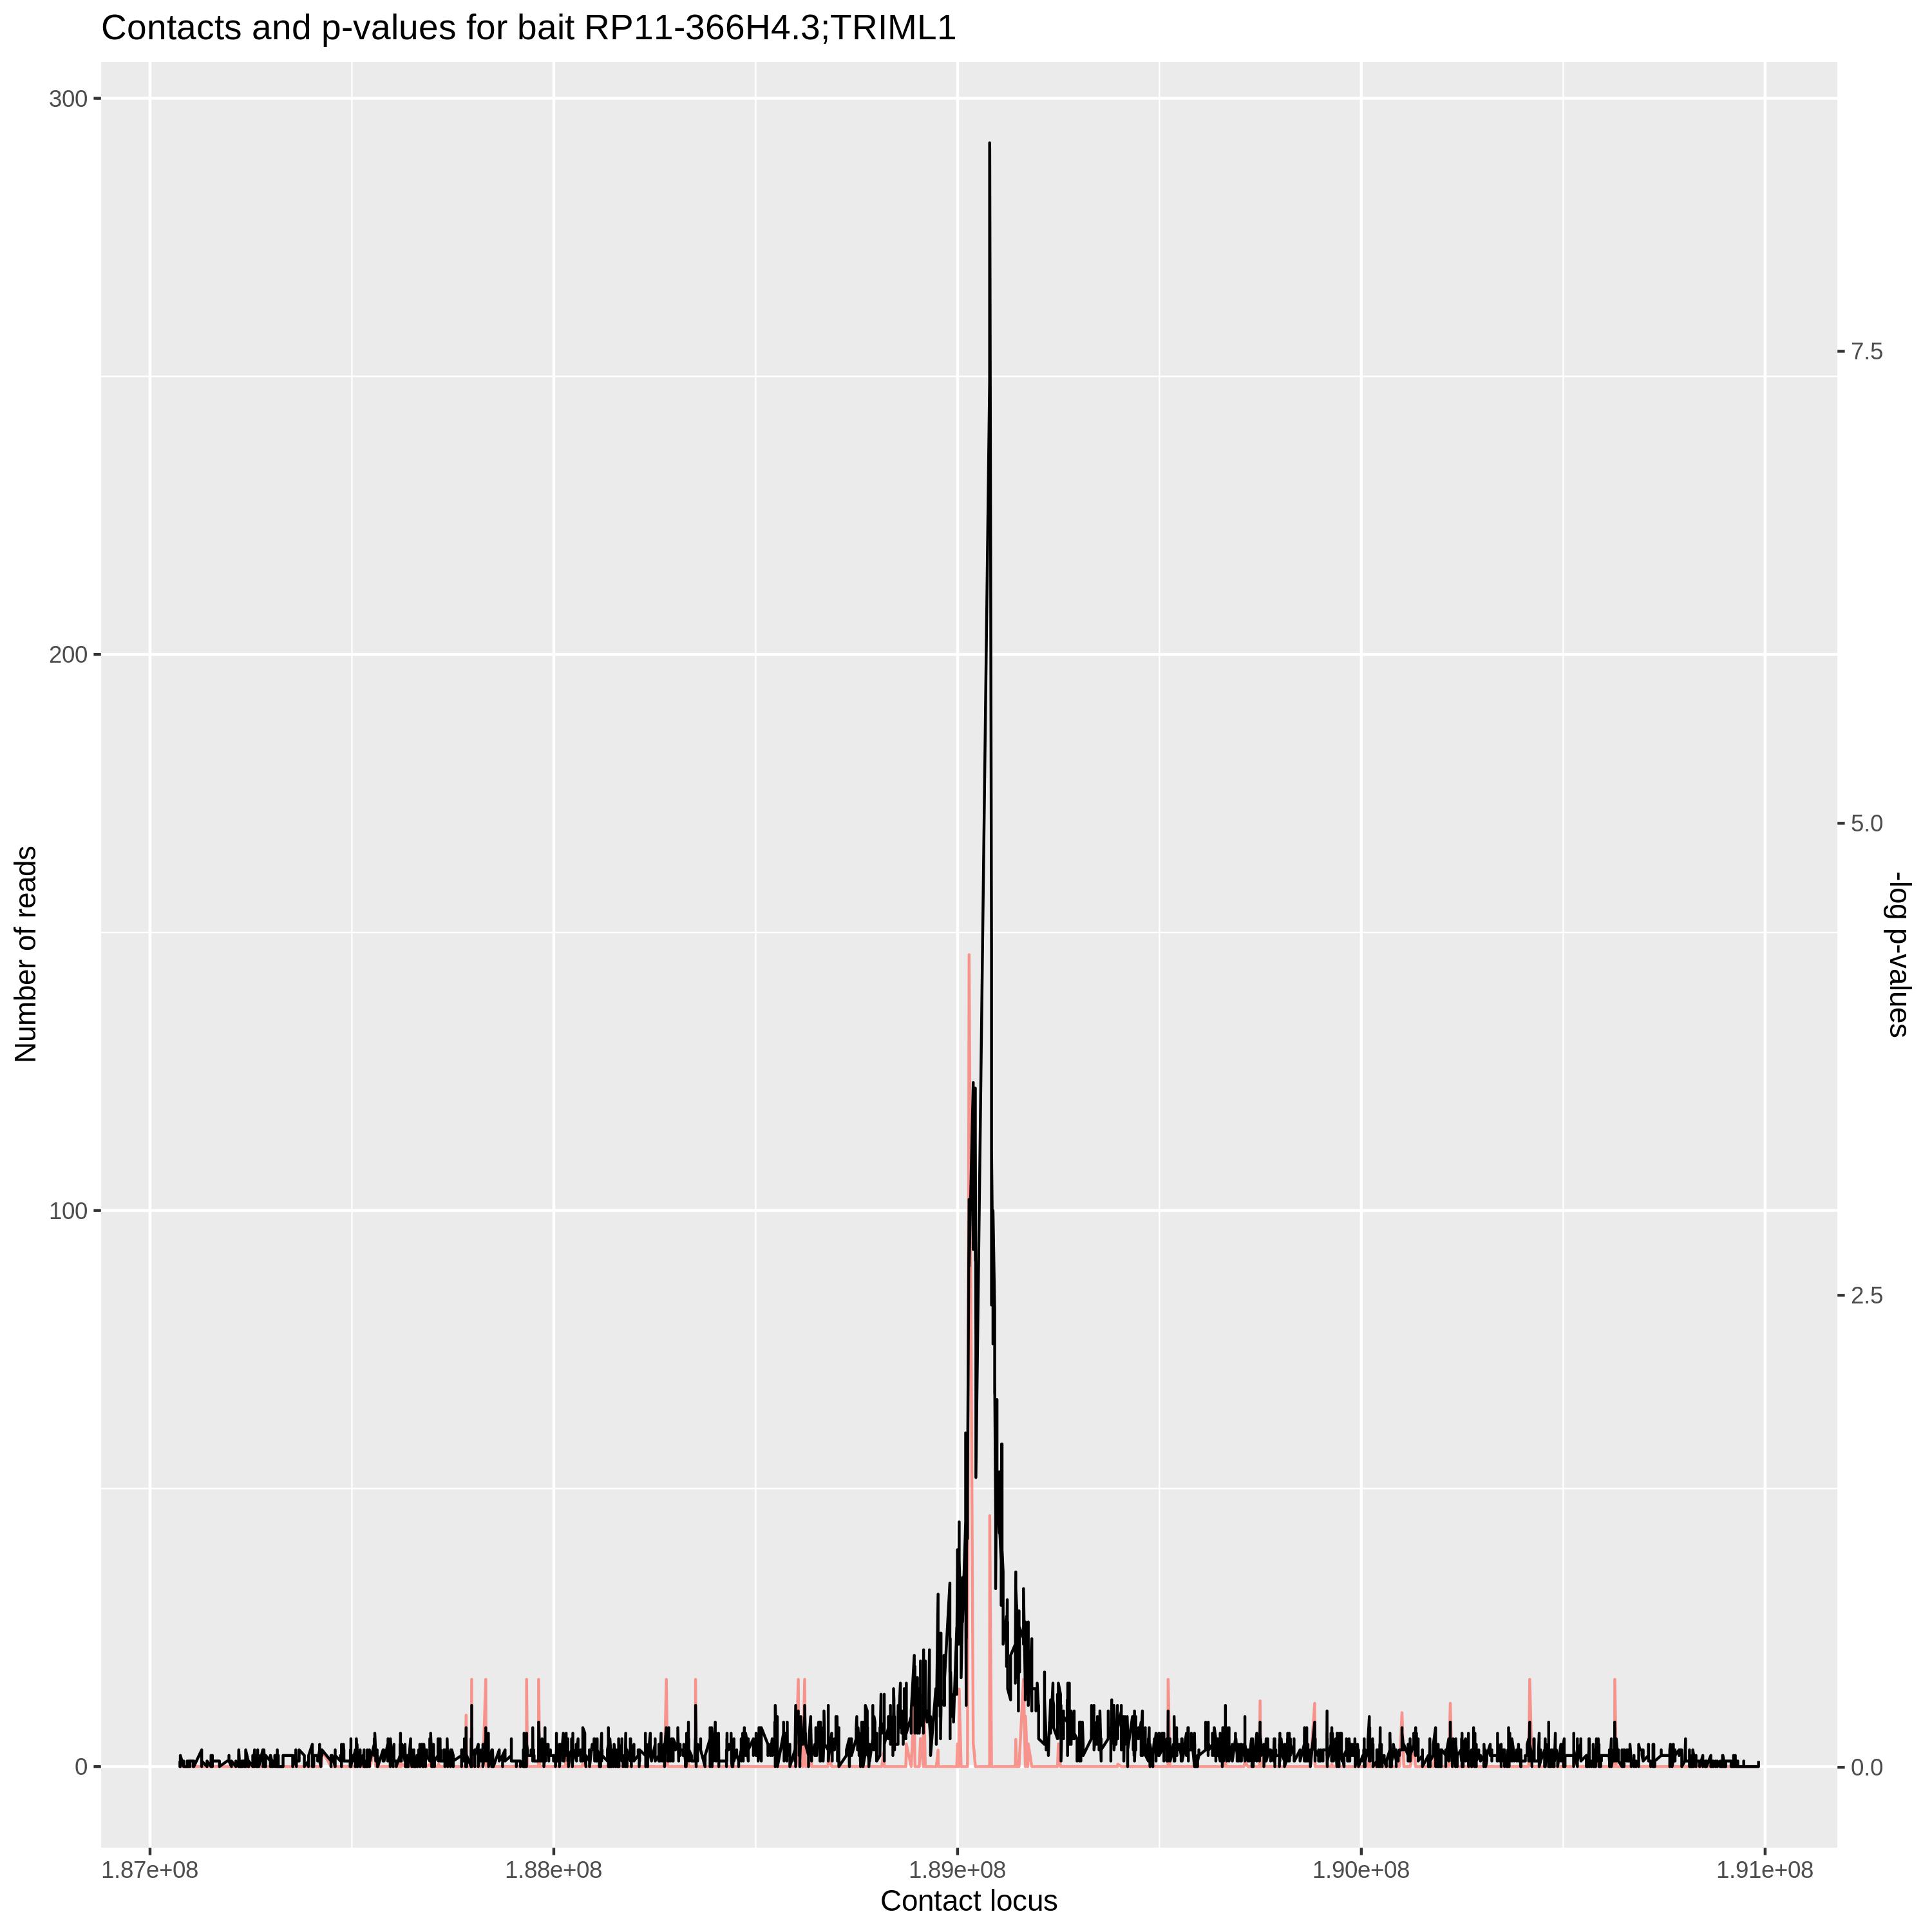 Contacts and p-values for bait RP11-366H4.3;TRIML1
300
200
100
0
Number of reads
7.5
5.0
2.5
0.0
-log p-values
1.87e+08 1.88e+08 1.89e+08 1.90e+08 1.91e+08
Contact locus